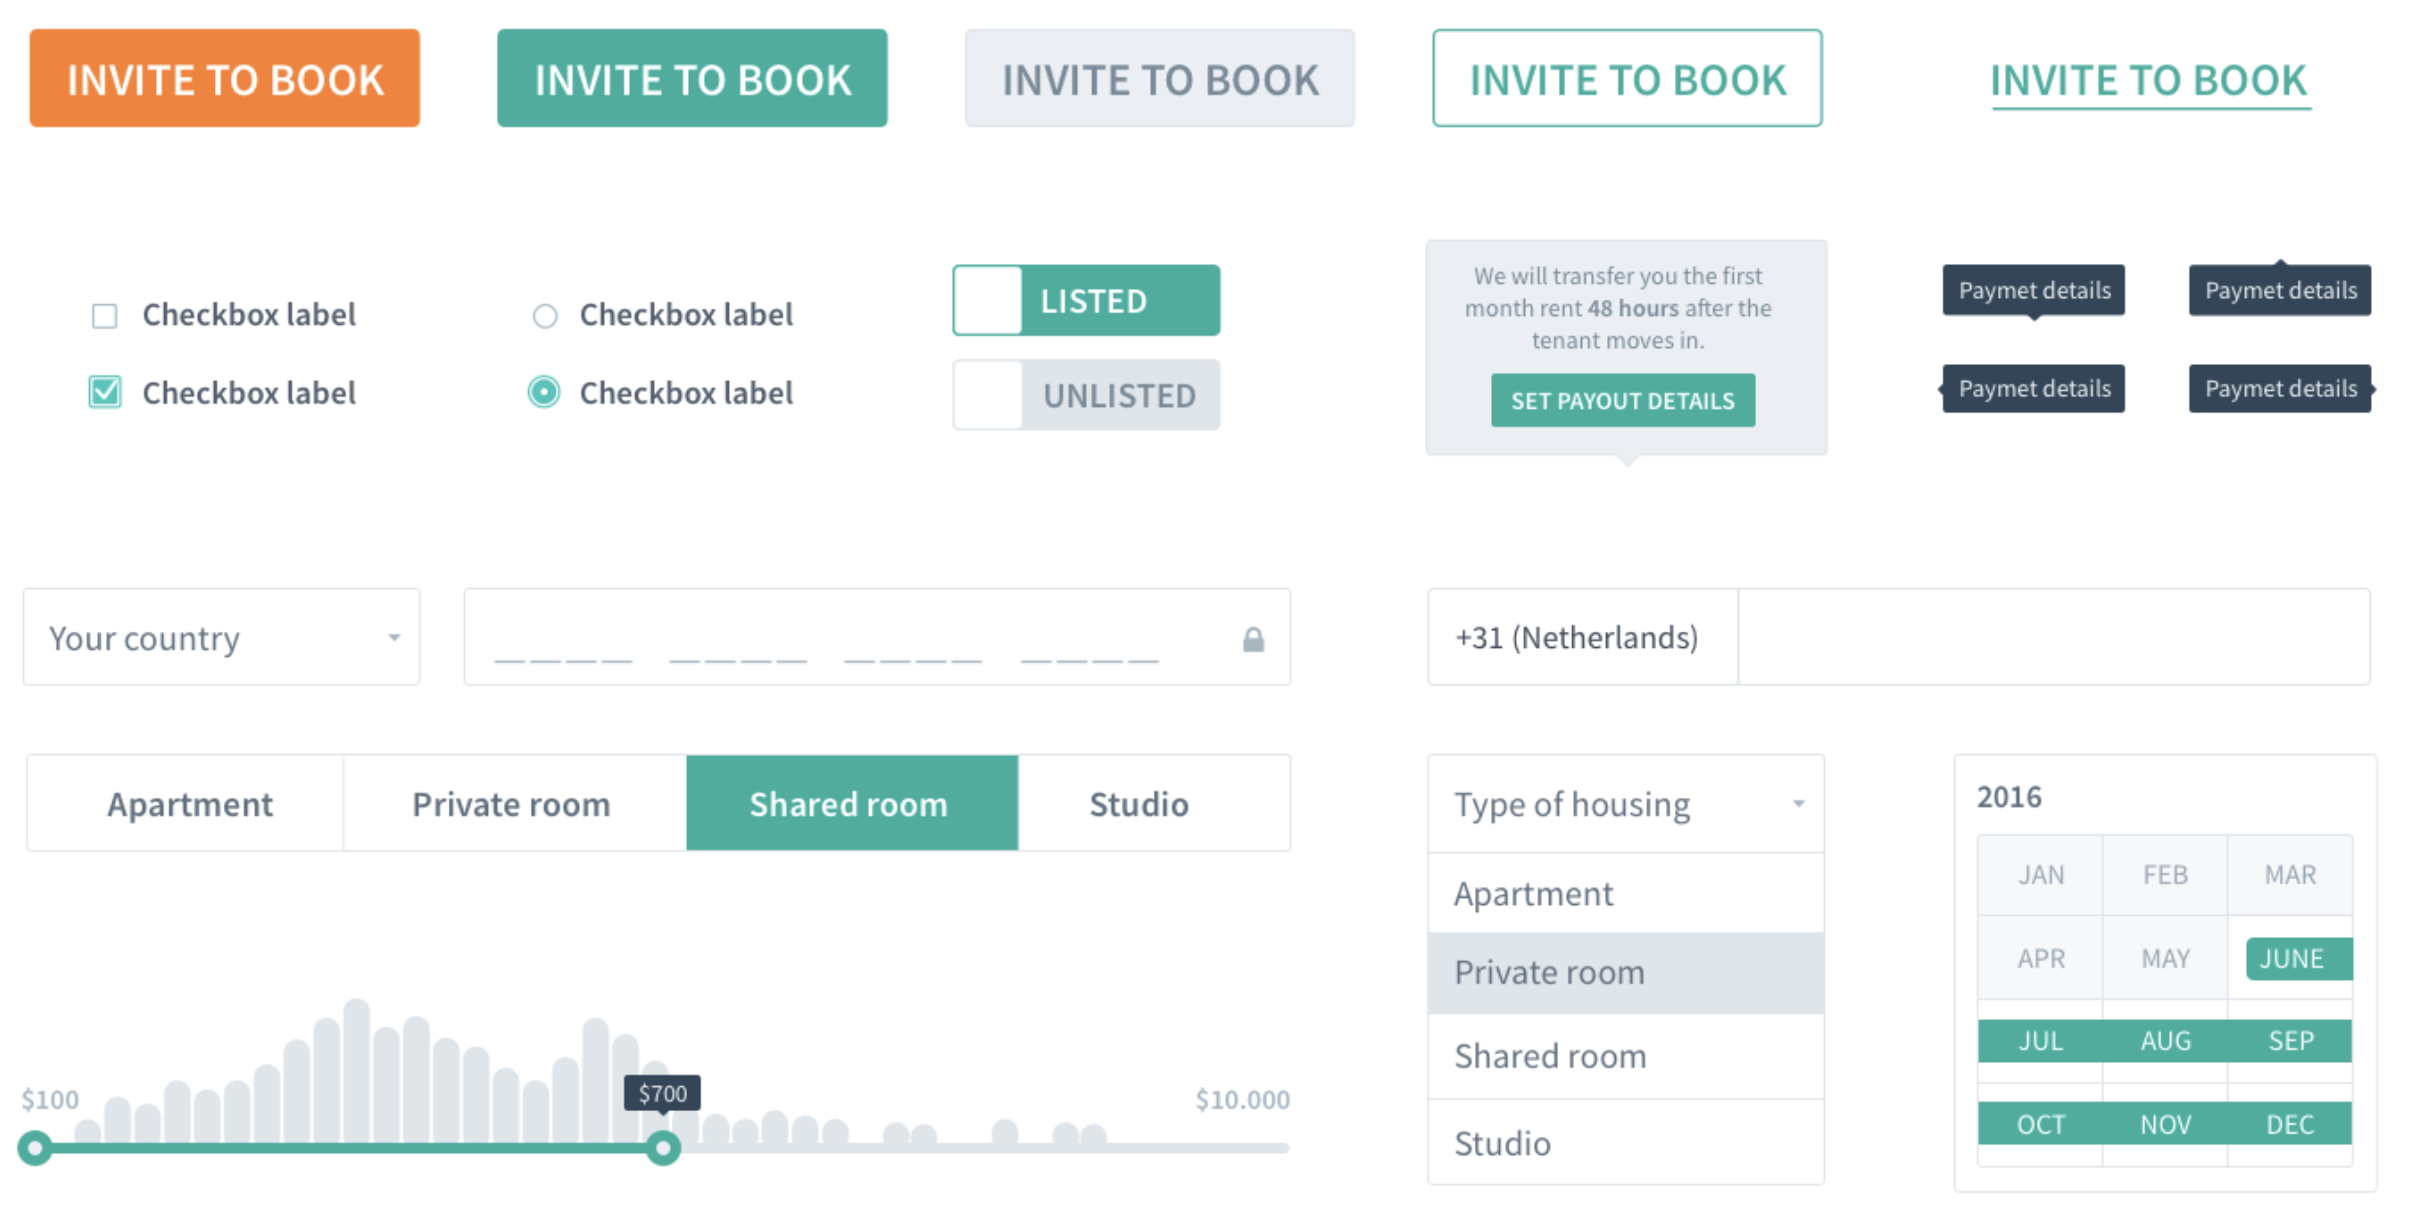 INVITE TO BOOK
INVITE TO BOOK
INVITE TO BOOK
INVITE TO BOOK
INVITE TO BOOK
Checkbox label
Checkbox label
Checkbox label
Checkbox label
LISTED
UNLISTED
We will transfer you the first
month rent 48 hours after the
tenant moves in.
SET PAYOUT DETAILS
Paymet details
Paymet details
Paymet details
Paymet details
Your country
+31 (Netherlands)
Apartment
Private room
Shared room
Studio
$100
$700
$10.000
Type of housing
Apartment
Private room
Shared room
Studio
2016
JAN FEB MAR
APR MAY JUNE
JUL AUG SEP
OCT NOV DEC